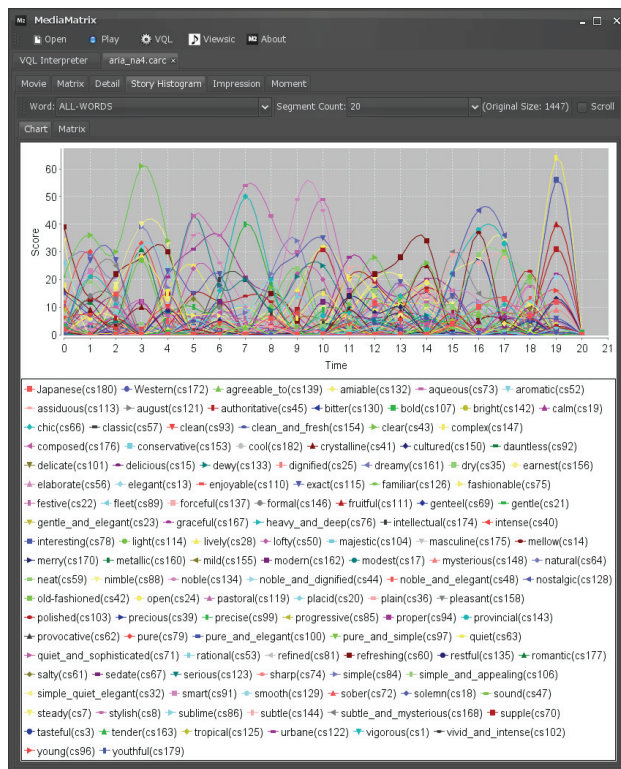 M2 MediaMatrix
Open Play VQL Viewsic M2 About
VQL Interpreter aria_na4.carc ×
Movie Matrix Detail Story Histogram Impression Moment
Word: ALL-WORDS Segment Count: 20 (Original Size: 1447) Scroll
Chart Matrix
60
50
40
30
20
10
0
Score
0 1 2 3 4 5 6 7 8 9 10 11 12 13 14 15 16 17 18 19 20 21
Time
Japanese(cs180) Western(cs172) agreeable_to(cs139) amiable(cs132) aqueous(cs73) aromatic(cs52)
assiduous(cs113) august(cs121) authoritative(cs45) bitter(cs130) bold(cs107) bright(cs142) calm(cs19)
chic(cs66) classic(cs57) clean(cs93) clean_and_fresh(cs154) clear(cs43) complex(cs147)
composed(cs176) conservative(cs153) cool(cs182) crystalline(cs41) cultured(cs150) dauntless(cs92)
delicate(cs101) delicious(cs15) dewy(cs133) dignified(cs25) dreamy(cs161) dry(cs35) earnest(cs156)
elaborate(cs56) elegant(cs13) enjoyable(cs110) exact(cs115) familiar(cs126) fashionable(cs75)
festive(cs22) fleet(cs89) forceful(cs137) formal(cs146) fruitful(cs111) genteel(cs69) gentle(cs21)
gentle_and_elegant(cs23) graceful(cs167) heavy_and_deep(cs76) intellectual(cs174) intense(cs40)
interesting(cs78) light(cs114) lively(cs28) lofty(cs50) majestic(cs104) masculine(cs175) mellow(cs14)
merry(cs170) metallic(cs160) mild(cs155) modern(cs162) modest(cs17) mysterious(cs148) natural(cs64)
neat(cs59) nimble(cs88) noble(cs134) noble_and_dignified(cs44) noble_and_elegant(cs48) nostalgic(cs128)
old-fashioned(cs42) open(cs24) pastoral(cs119) placid(cs20) plain(cs36) pleasant(cs158)
polished(cs103) precious(cs39) precise(cs99) progressive(cs85) proper(cs94) provincial(cs143)
provocative(cs62) pure(cs79) pure_and_elegant(cs100) pure_and_simple(cs97) quiet(cs63)
quiet_and_sophisticated(cs71) rational(cs53) refined(cs81) refreshing(cs60) restful(cs135) romantic(cs177)
salty(cs61) sedate(cs67) serious(cs123) sharp(cs74) simple(cs84) simple_and_appealing(cs106)
simple_quiet_elegant(cs32) smart(cs91) smooth(cs129) sober(cs72) solemn(cs18) sound(cs47)
steady(cs7) stylish(cs8) sublime(cs86) subtle(cs144) subtle_and_mysterious(cs168) supple(cs70)
tasteful(cs3) tender(cs163) tropical(cs125) urbane(cs122) vigorous(cs1) vivid_and_intense(cs102)
young(cs96) youthful(cs179)